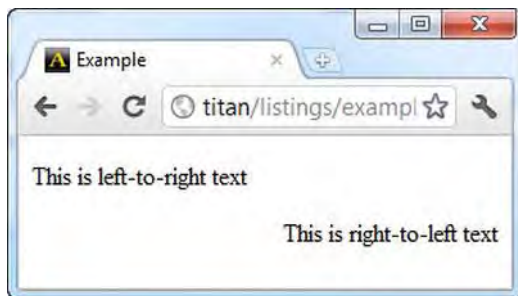 Example
titan/listings/exampl
This is left-to-right text
This is right-to-left text